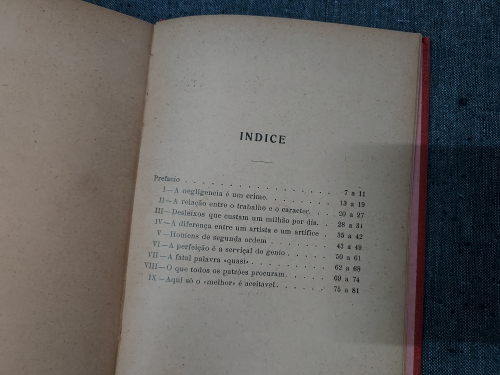 INDICE
Prefacio . . . . . . . . . . . . . . . . 7 a 11
I—A negligencia é um crime. . . . . . . 13 a 19
II—A relação entre o trabalho e o caracter. . . . 20 a 27
III—Desleixos que custam um milhão por dia. . . . 28 a 34
IV—A diferença entre um artista e um artifice . . 35 a 42
V—Homens de segunda ordem . . . . . . . 43 a 49
VI—A perfeição é a serviçal do genio . . . . . 50 a 61
VII—A fatal palavra «quasi» . . . . . . . . 62 a 68
VIII—O que todos os patrões procuram . . . . . 69 a 74
IX—Aqui só o «melhor» é aceitavel . . . . . . 75 a 81